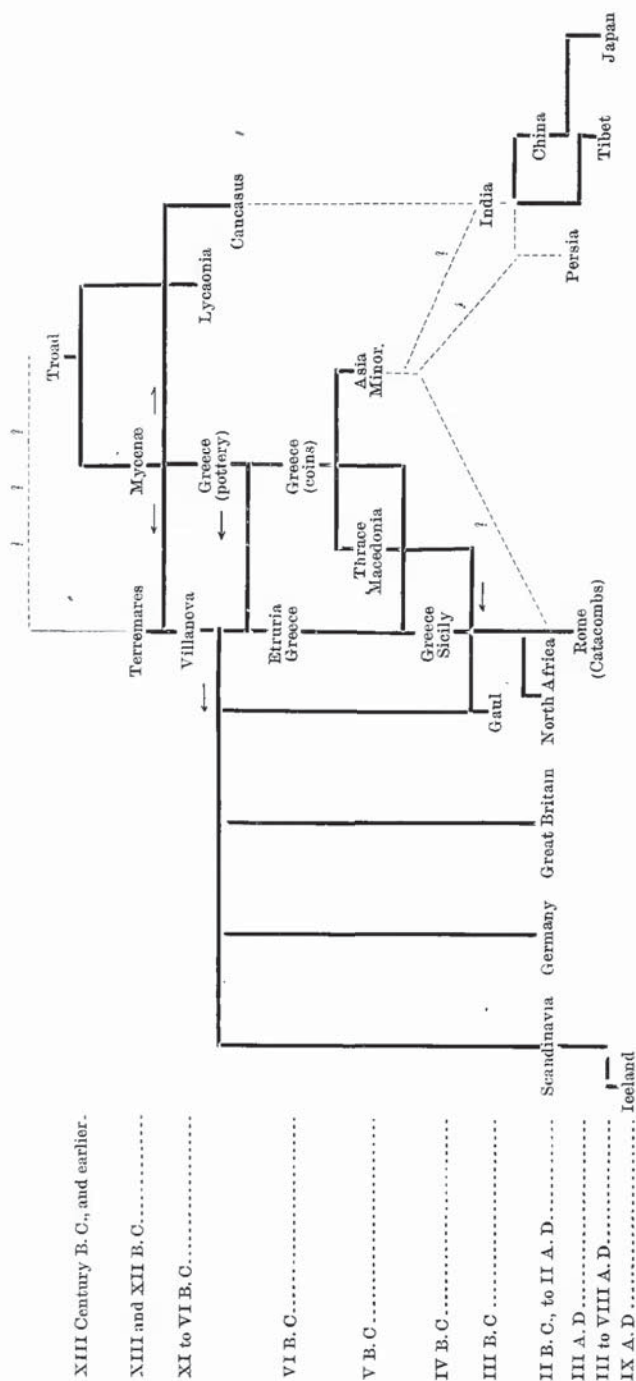 Troad
? ? ?
XIII Century B. C., and earlier.
Terremares
Mycenæ
XIII and XII B. C.
Villanova
Greece
(pottery)
Lycaonia
Caucasus
XI to VI B. C.
Etruria
Greece
Greece
(coins)
VI B. C.
Thrace
Macedonia
Asia
Minor.
V B. C.
?
?
Greece
Sicily
IV B. C.
Gaul
?
India
III B. C.
Scandinavia
Germany
Great Britain
North Africa
China
II B. C., to II A. D.
Rome
(Catacombs)
Persia
III A. D.
Tibet
Japan
III to VIII A. D.
Iceland
IX A. D.